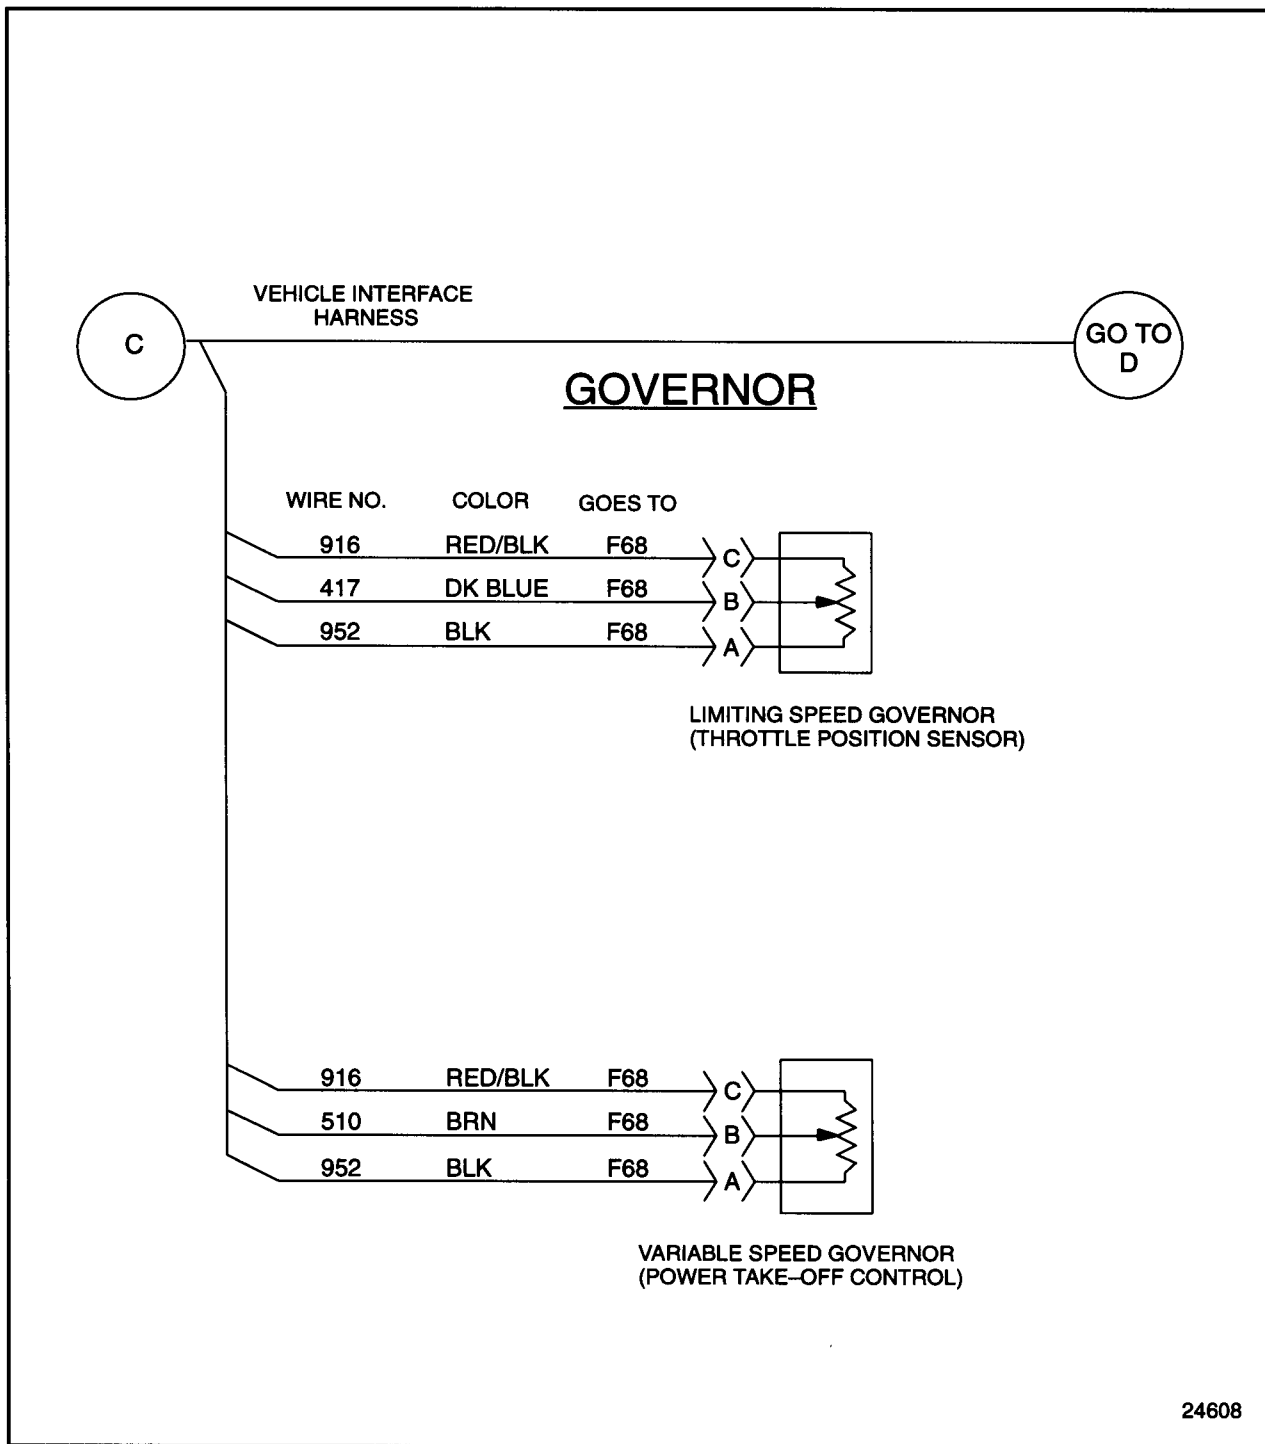 VEHICLE INTERFACE
HARNESS
C
GO TO
D
GOVERNOR
WIRE NO. COLOR GOES TO
916 RED/BLK F68 C
417 DK BLUE F68 B
952 BLK F68 A
LIMITING SPEED GOVERNOR
(THROTTLE POSITION SENSOR)
916 RED/BLK F68 C
510 BRN F68 B
952 BLK F68 A
VARIABLE SPEED GOVERNOR
(POWER TAKE–OFF CONTROL)
24608